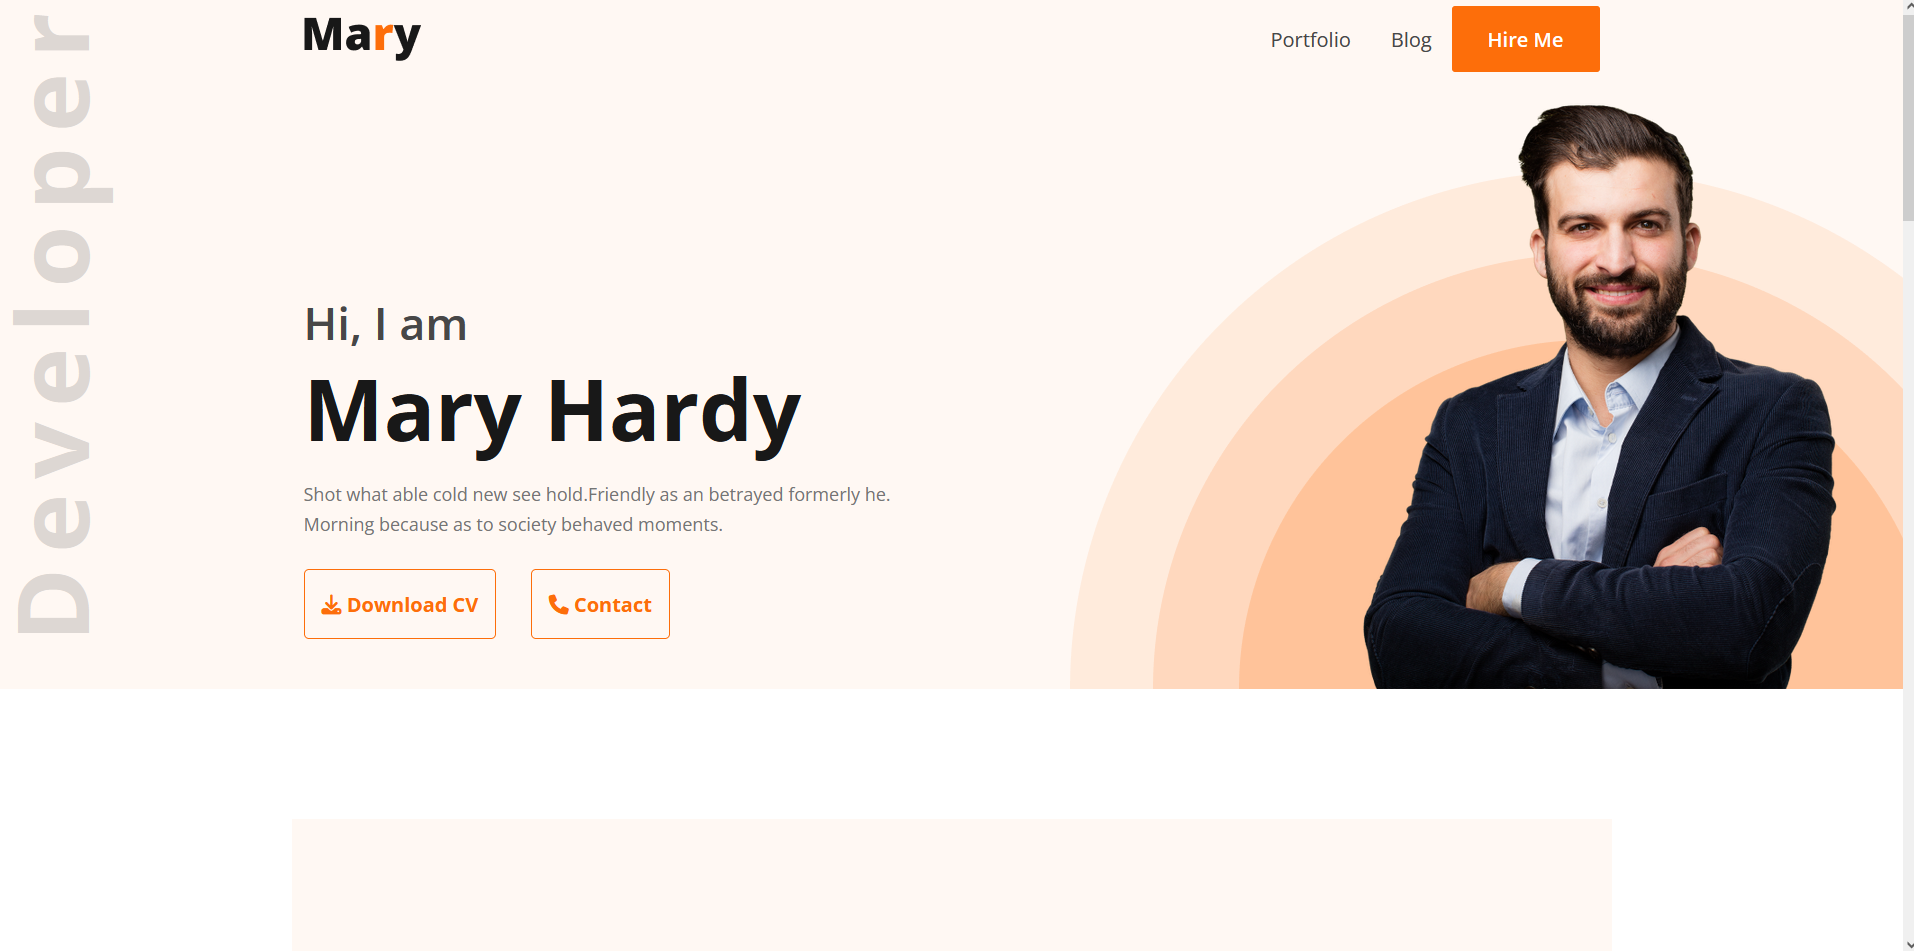 Developer
Mary
Portfolio
Blog
Hire Me
Hi, I am
Mary Hardy
Shot what able cold new see hold.Friendly as an betrayed formerly he.
Morning because as to society behaved moments.
Download CV
Contact